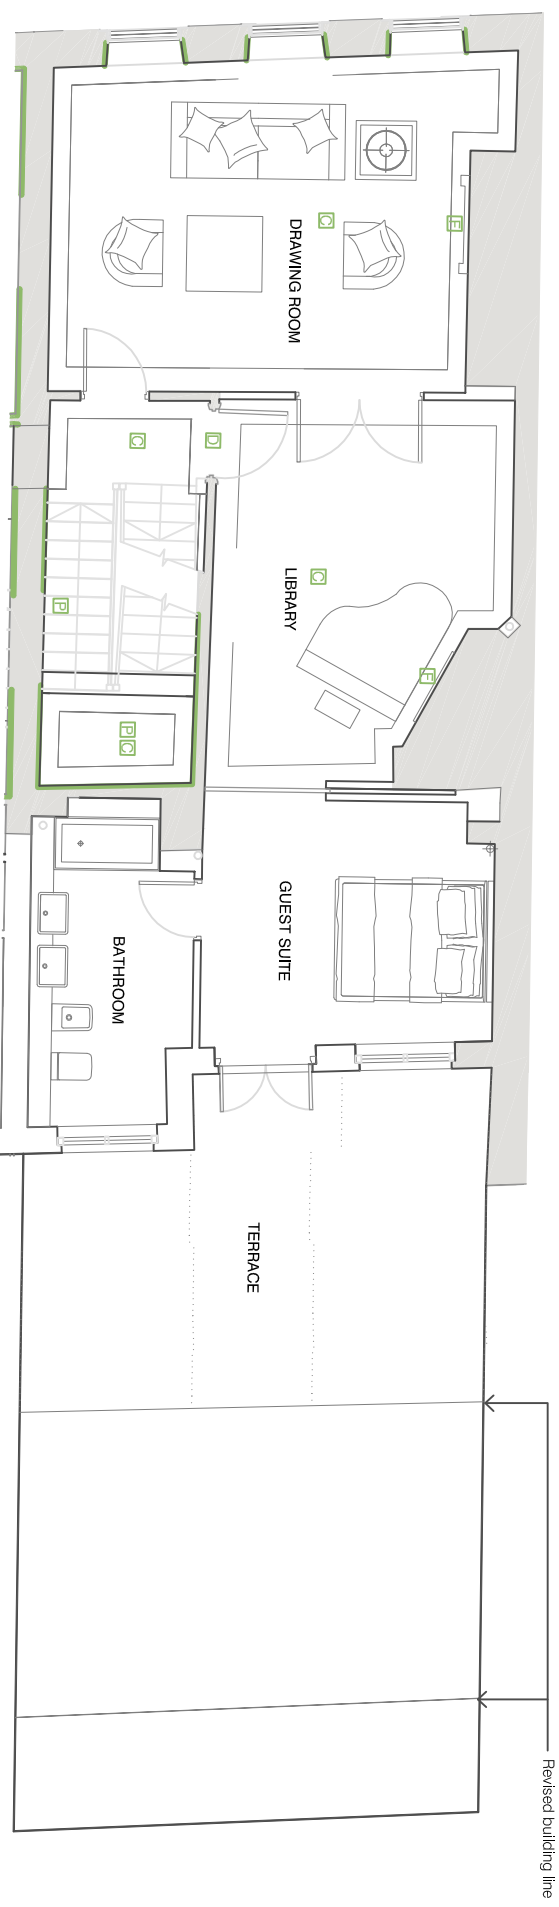 E
C
DRAWING ROOM
C
D
C
LIBRARY
P
F
P C
GUEST SUITE
BATHROOM
TERRACE
Revised building line